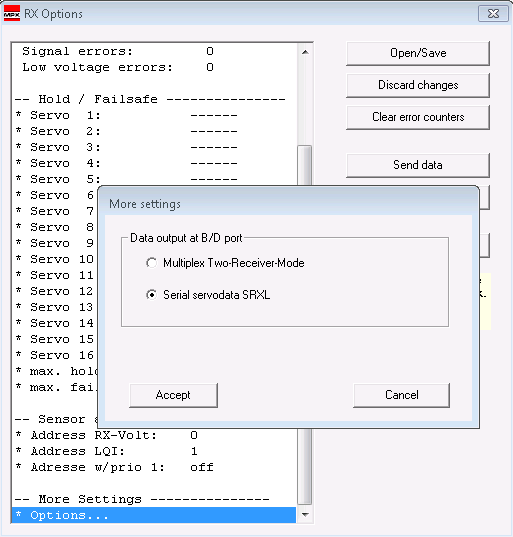 MPX RX Options
Signal errors: 0
Low voltage errors: 0
-- Hold / Failsafe ---------------
* Servo 1: ------
* Servo 2: ------
* Servo 3: ------
* Servo 4: ------
* Servo 5: ------
* Servo 6
* Servo 7
* Servo 8
* Servo 9
* Servo 10
* Servo 11
* Servo 12
* Servo 13
* Servo 14
* Servo 15
* Servo 16
* max. hol
* max. fai
-- Sensor a
* Address RX-Volt: 0
* Address LQI: 1
* Adresse w/prio 1: off
-- More Settings ---------------
* Options...
Open/Save
Discard changes
Clear error counters
Send data
More settings
Data output at B/D port
Multiplex Two-Receiver-Mode
Serial servodata SRXL
Accept
Cancel